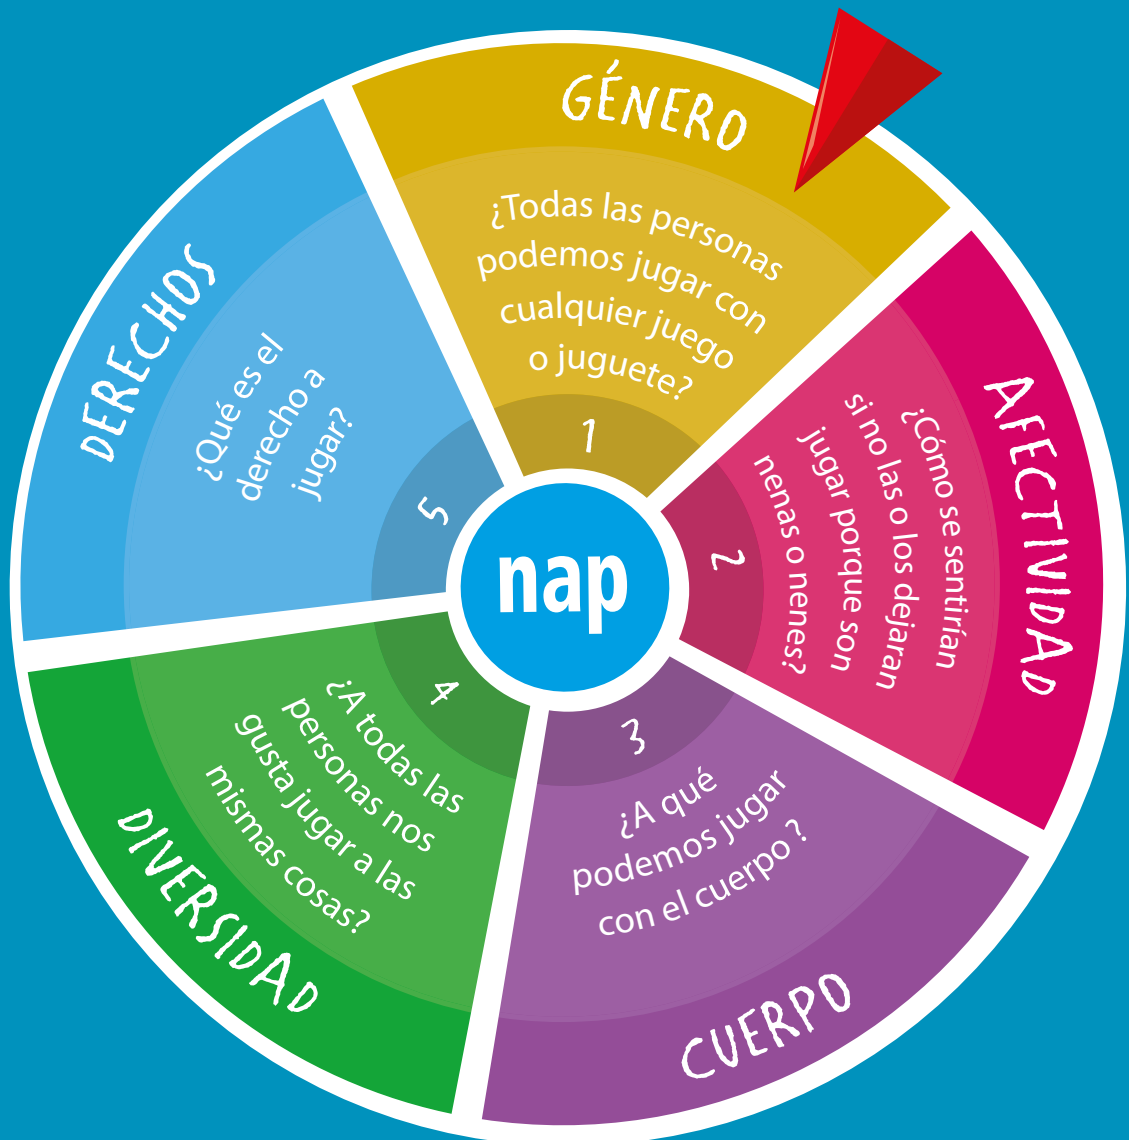 GÉNERO
¿Todas las personas
podemos jugar con
cualquier juego
o juguete?
1
AFECTIVIDAD
¿Cómo se sentirían
si no las o los dejaran
jugar porque son
nenas o nenes?
2
CUERPO
3
¿A qué
podemos jugar
con el cuerpo ?
DIVERSIDAD
4
¿A todas las
personas nos
gusta jugar a las
mismas cosas?
DERECHOS
¿Qué es el
derecho a
jugar?
5
nap